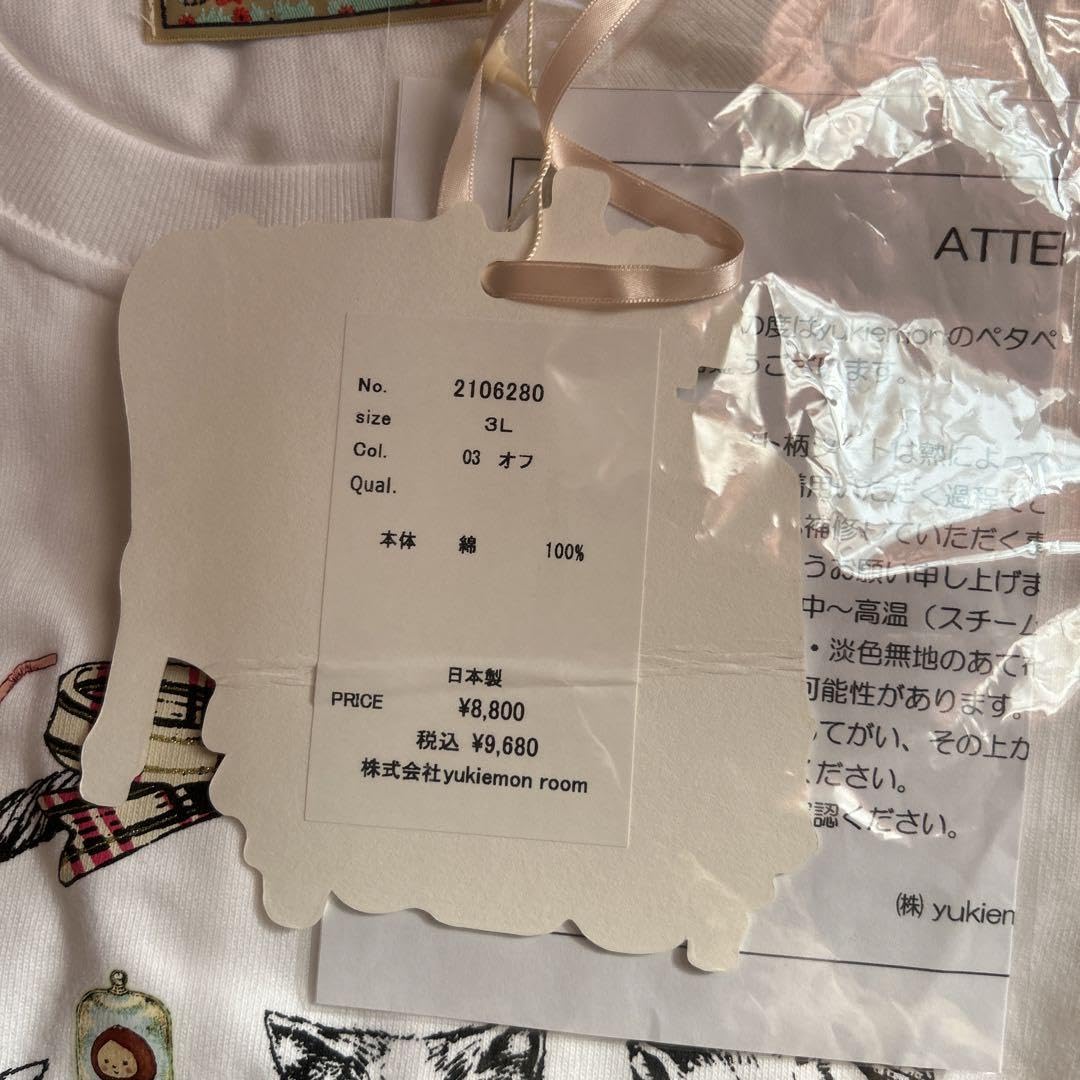 No. 2106280
size 3L
Col. 03 オフ
Qual.
本体 綿 100%
日本製
PRICE ¥8,800
税込 ¥9,680
株式会社yukiemon room
ATTE
の度はyukiemonのペタペ
うございます。
ト柄
は熱によっ
補修していただくま
うお願い申し上げま
中～高温（スチーム
・淡色無地のあて布
可能性があります。
てがい、その上か
ください。
認ください。
㈱ yukiem